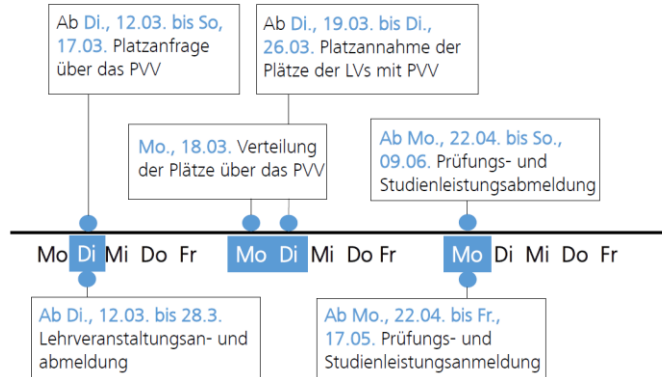 Ab Di., 12.03. bis So,
17.03. Platzanfrage
über das PVV
Ab Di., 19.03. bis Di.,
26.03. Platzannahme der
Plätze der LVs mit PVV
Mo., 18.03. Verteilung
der Plätze über das PVV
Ab Mo., 22.04. bis So.,
09.06. Prüfungs- und
Studienleistungsabmeldung
Mo Di Mi Do Fr Mo Di Mi Do Fr Mo Di Mi Do Fr
Ab Di., 12.03. bis 28.3.
Lehrveranstaltungsan- und
abmeldung
Ab Mo., 22.04. bis Fr.,
17.05. Prüfungs- und
Studienleistungsanmeldung